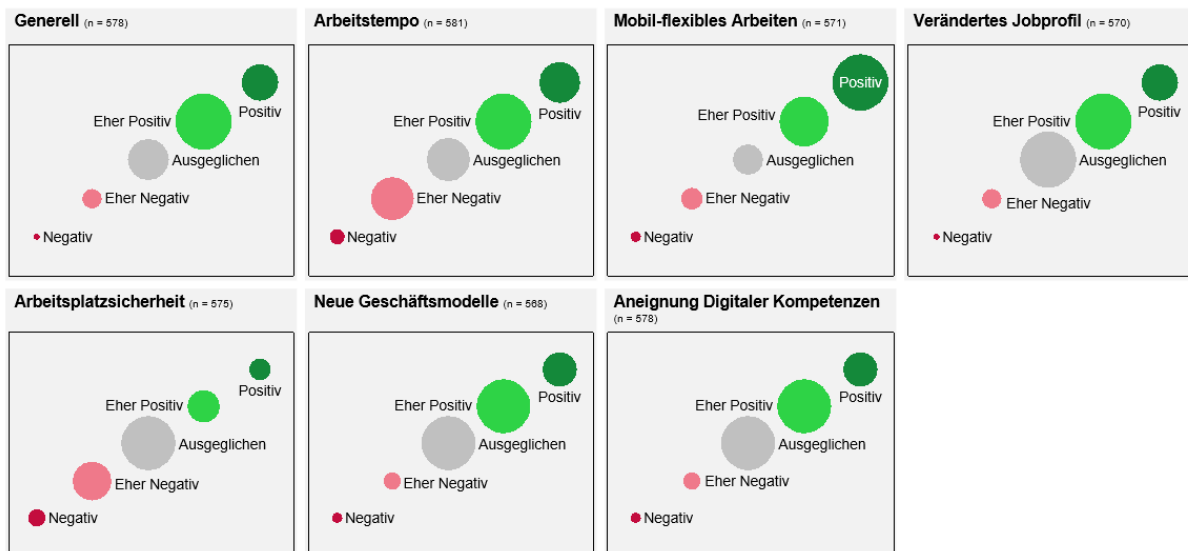 Generell (n = 578)
Positiv
Eher Positiv
Ausgeglichen
Eher Negativ
Negativ
Arbeitstempo (n = 581)
Positiv
Eher Positiv
Ausgeglichen
Eher Negativ
Negativ
Mobil-flexibles Arbeiten (n = 571)
Positiv
Eher Positiv
Ausgeglichen
Eher Negativ
Negativ
Verändertes Jobprofil (n = 570)
Positiv
Eher Positiv
Ausgeglichen
Eher Negativ
Negativ
Arbeitsplatzsicherheit (n = 575)
Positiv
Eher Positiv
Ausgeglichen
Eher Negativ
Negativ
Neue Geschäftsmodelle (n = 568)
Positiv
Eher Positiv
Ausgeglichen
Eher Negativ
Negativ
Aneignung Digitaler Kompetenzen
(n = 578)
Positiv
Eher Positiv
Ausgeglichen
Eher Negativ
Negativ